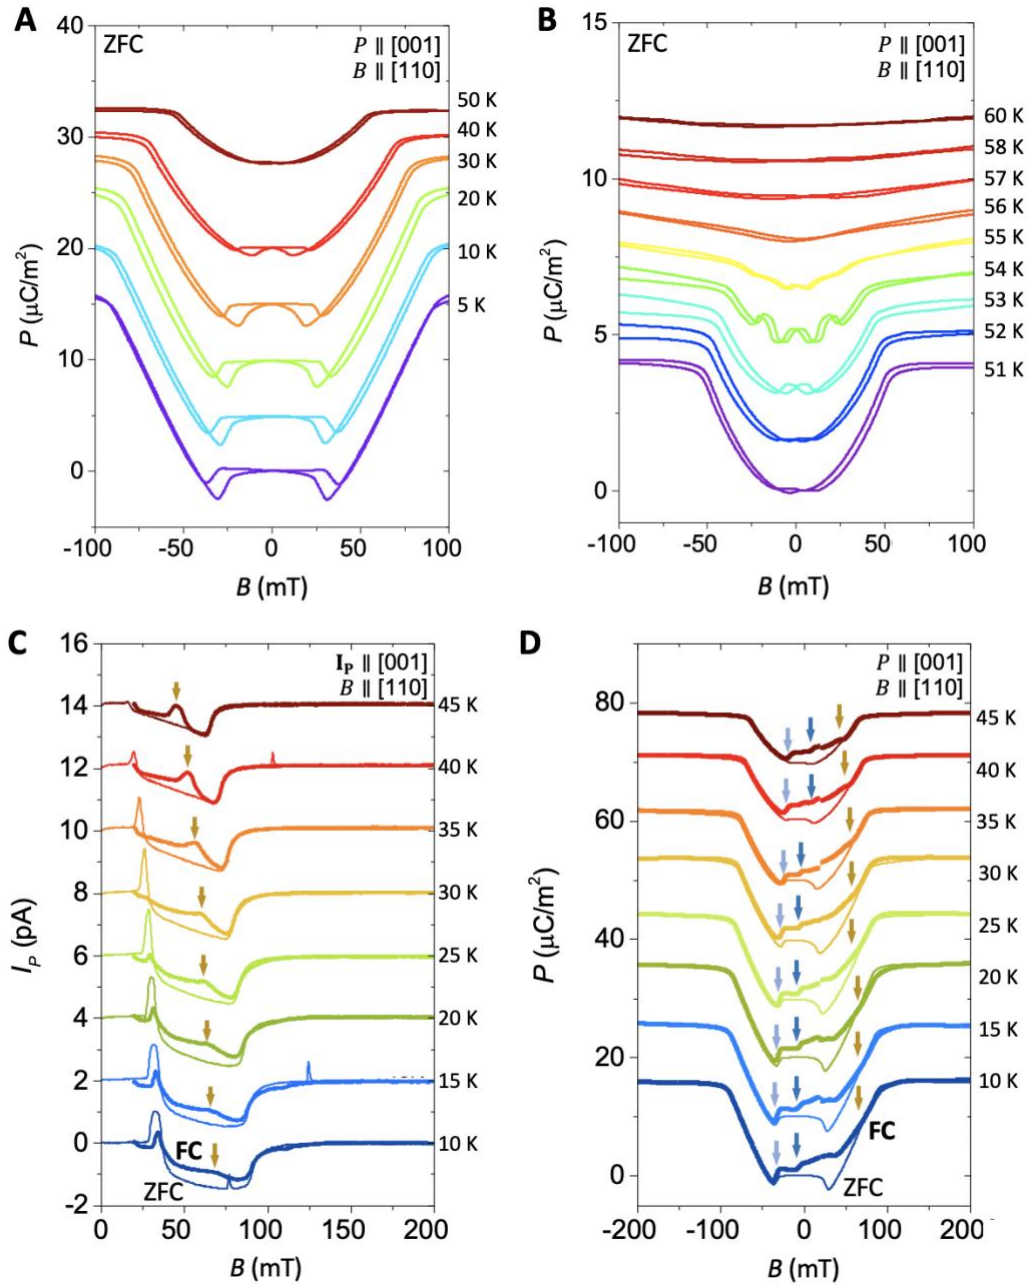 A
40
ZFC
P ∥ [001]
B ∥ [110]
50 K
40 K
30 K
20 K
10 K
5 K
30
20
10
0
P (μC/m²)
-100
-50
0
50
100
B (mT)
B
15
ZFC
P ∥ [001]
B ∥ [110]
60 K
58 K
57 K
56 K
55 K
54 K
53 K
52 K
51 K
10
5
0
P (μC/m²)
-100
-50
0
50
100
B (mT)
C
16
I_P ∥ [001]
B ∥ [110]
14
12
10
8
6
4
2
0
-2
I_P (pA)
45 K
40 K
35 K
30 K
25 K
20 K
15 K
10 K
FC
ZFC
0
50
100
150
200
B (mT)
D
P ∥ [001]
B ∥ [110]
80
60
40
20
0
P (μC/m²)
45 K
40 K
35 K
30 K
25 K
20 K
15 K
10 K
FC
ZFC
-200
-100
0
100
200
B (mT)